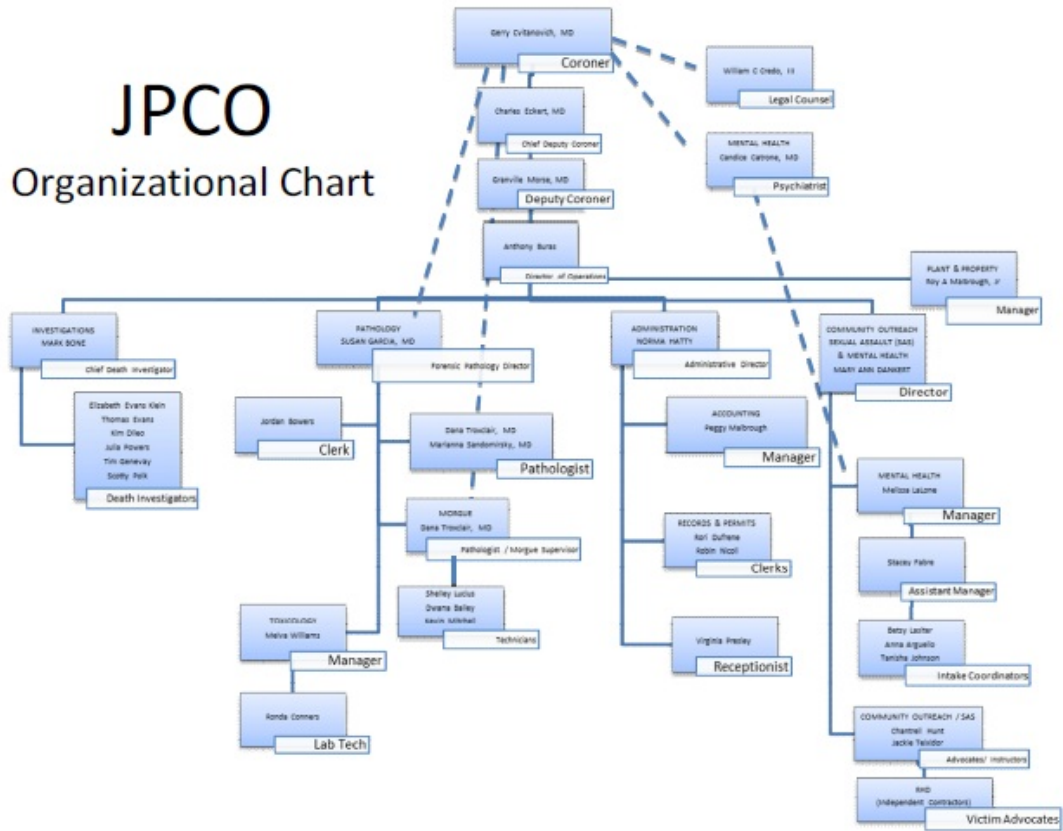 JPCO
Organizational Chart
Gerry Cvitanovich, MD
Coroner
William C Credo, III
Legal Counsel
Charles Eckert, MD
Chief Deputy Coroner
MENTAL HEALTH
Candice Catrone, MD
Psychiatrist
Granville Morse, MD
Deputy Coroner
Anthony Buras
Director of Operations
PLANT & PROPERTY
Roy A Malbrough, Jr
Manager
INVESTIGATIONS
MARK BONE
Chief Death Investigator
Elizabeth Evans Klein
Thomas Evans
Kim Dileo
Julia Powers
Tim Genevay
Scotty Polk
Death Investigators
PATHOLOGY
SUSAN GARCIA, MD
Forensic Pathology Director
Jordan Bowers
Clerk
Dana Troxclair, MD
Marianna Sandomirsky, MD
Pathologist
MORGUE
Dana Troxclair, MD
Pathologist / Morgue Supervisor
Shelley Lucius
Dwana Bailey
Kevin Mitchell
Technicians
TOXICOLOGY
Melva Williams
Manager
Ronda Conners
Lab Tech
ADMINISTRATION
NORMA HATTY
Administrative Director
ACCOUNTING
Peggy Malbrough
Manager
RECORDS & PERMITS
Rori Dufrene
Robin Nicoll
Clerks
Virginia Presley
Receptionist
COMMUNITY OUTREACH
SEXUAL ASSAULT (SAS)
& MENTAL HEALTH
MARY ANN DANKERT
Director
MENTAL HEALTH
Melissa
Manager
Stacey Fabre
Assistant Manager
Betsy Lasiter
Anna Arguello
Tanisha Johnson
Intake Coordinators
COMMUNITY OUTREACH / SAS
Chantrell Hunt
Jackie Teixidor
Advocates/ Instructors
(Independent Contractors)
Victim Advocates